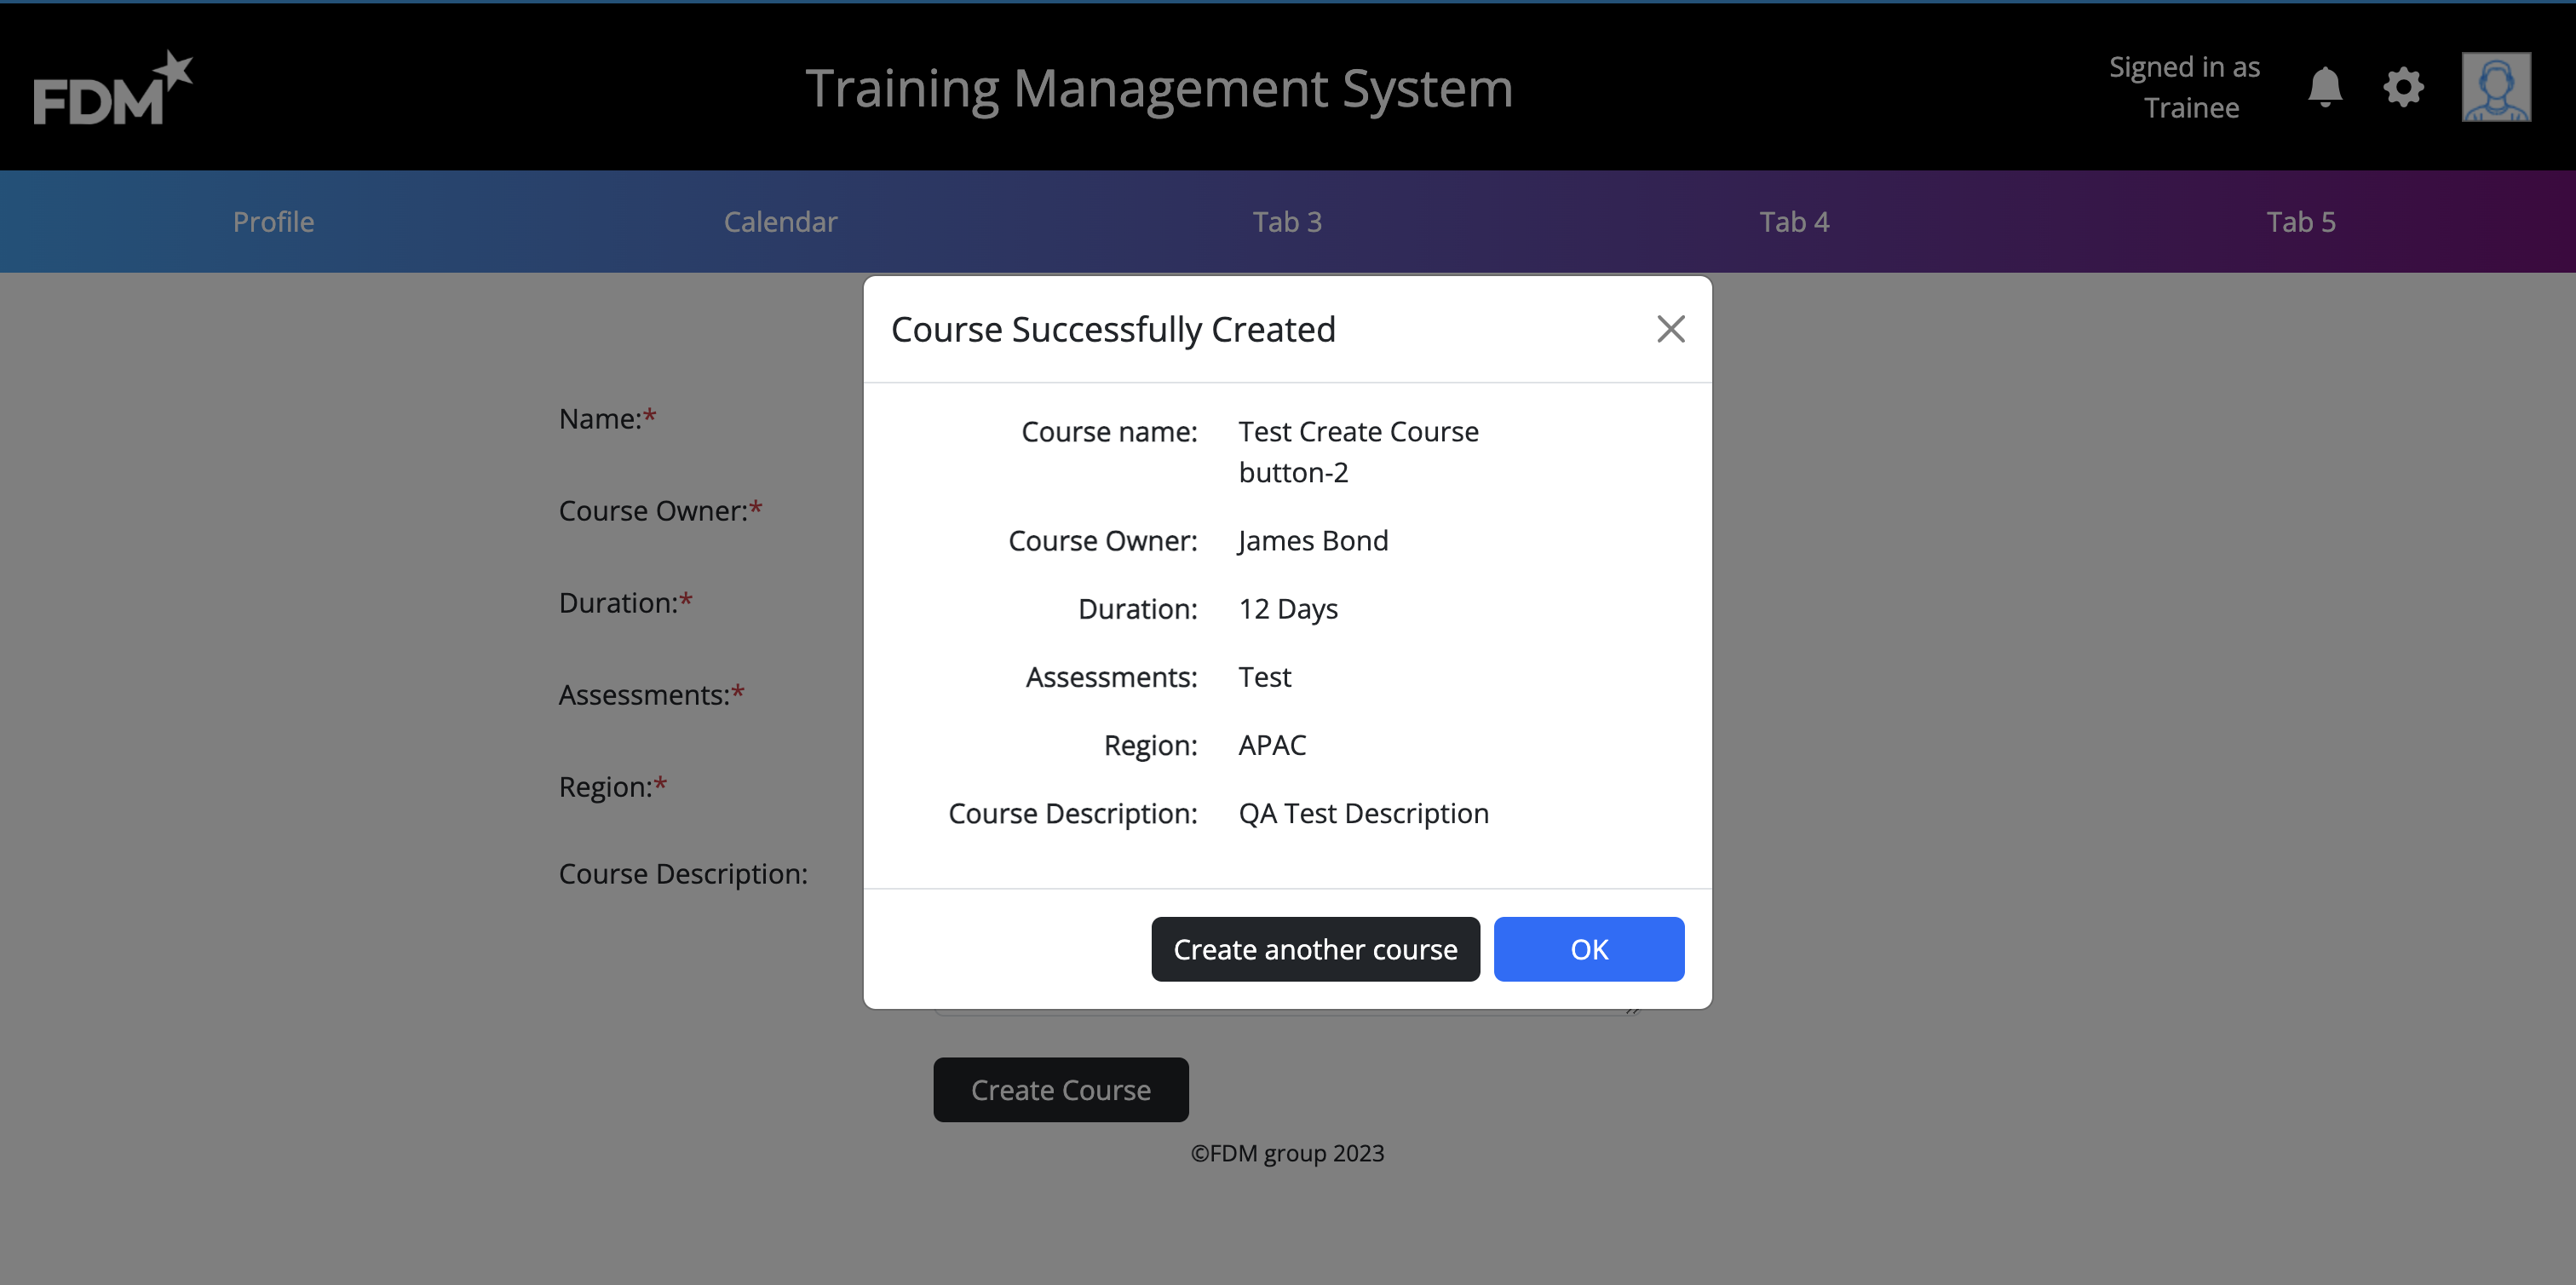 FDM
Training Management System
Signed in as
Trainee
Profile
Calendar
Tab 3
Tab 4
Tab 5
Course Successfully Created
Name:*
Course Owner:*
Duration:*
Assessments:*
Region:*
Course Description:
Course name: Test Create Course
button-2
Course Owner: James Bond
Duration: 12 Days
Assessments: Test
Region: APAC
Course Description: QA Test Description
Create another course
OK
Create Course
©FDM group 2023